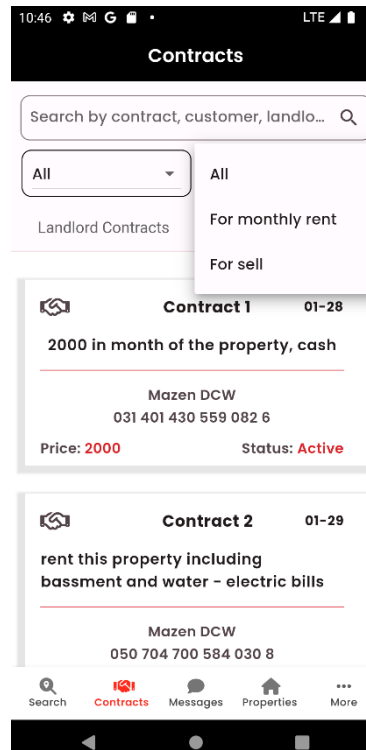 10:46 G LTE
Contracts
Search by contract, customer, landlo...
All
All
For monthly rent
For sell
Landlord Contracts
Contract 1 01-28
2000 in month of the property, cash
Mazen DCW
031 401 430 559 082 6
Price: 2000 Status: Active
Contract 2 01-29
rent this property including
bassment and water - electric bills
Mazen DCW
050 704 700 584 030 8
Search Contracts Messages Properties More